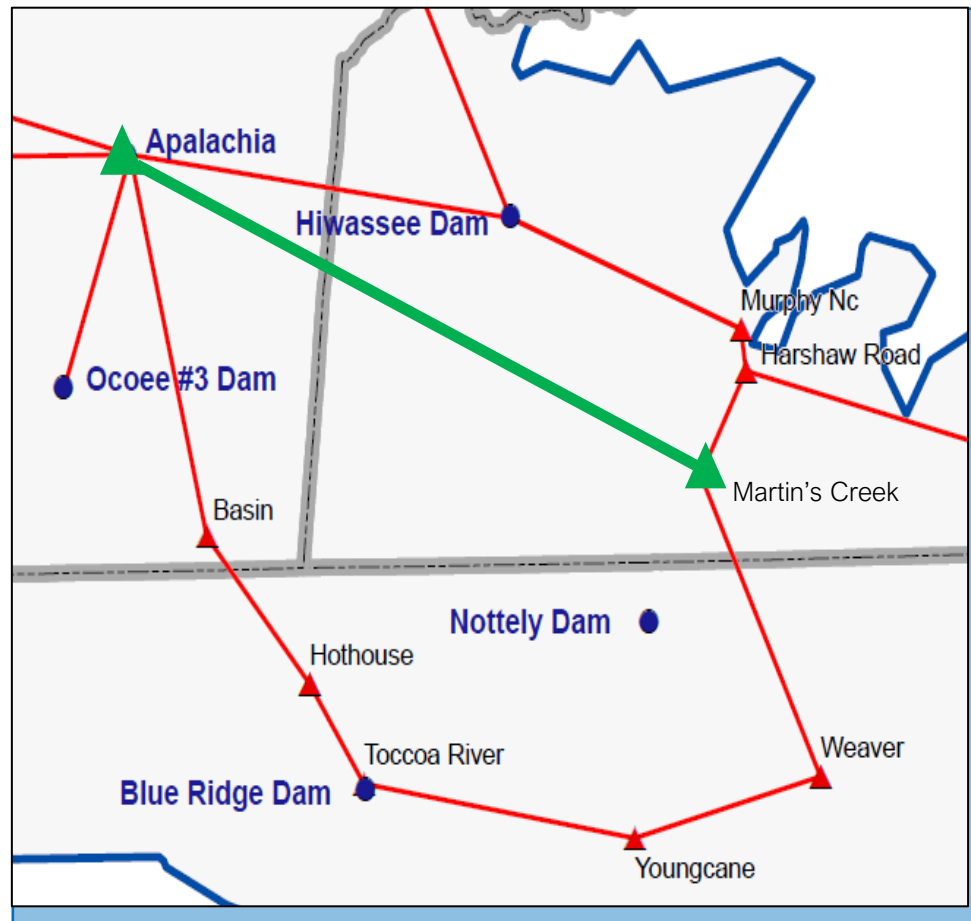 Apalachia
Hiwassee Dam
Murphy Nc
Harshaw Road
Ocoee #3 Dam
Martin's Creek
Basin
Nottely Dam
Hothouse
Toccoa River
Weaver
Blue Ridge Dam
Youngcane